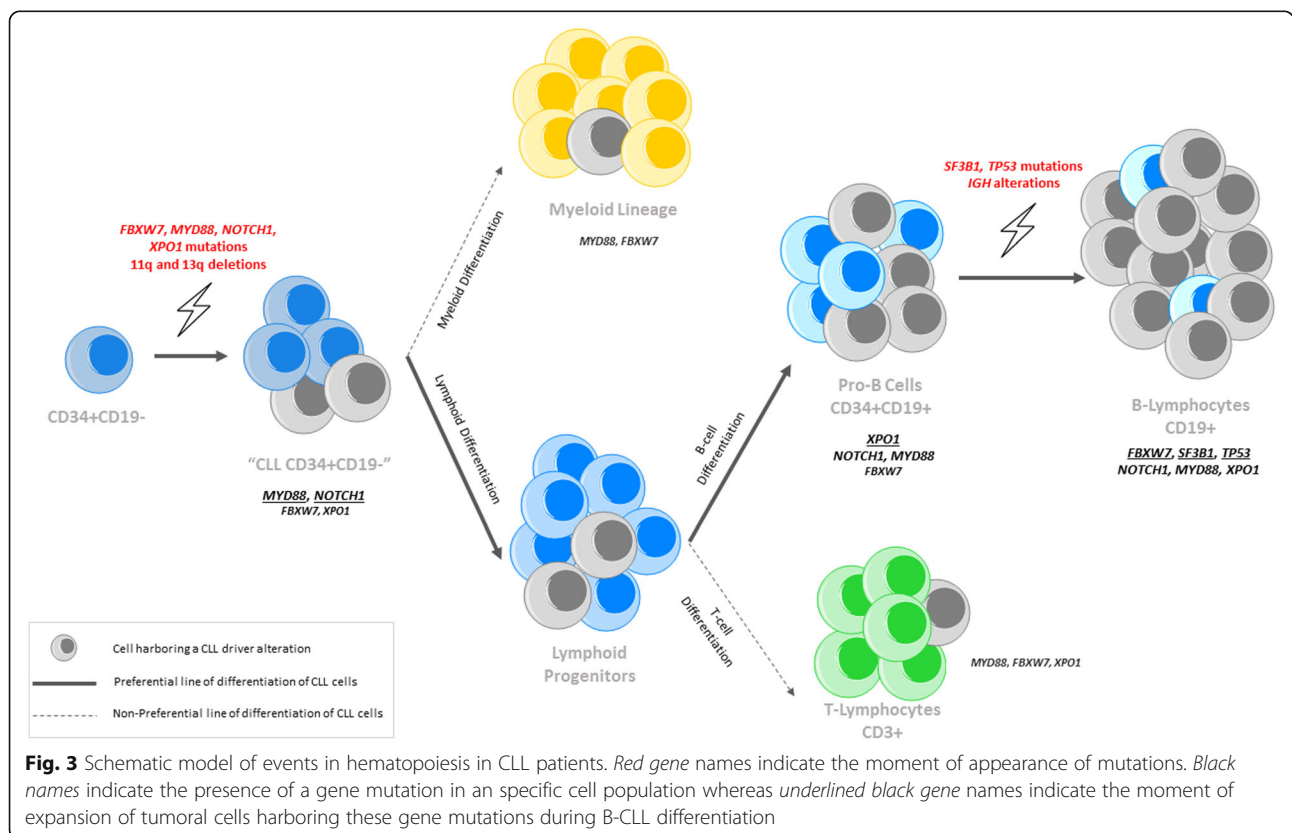 FBXW7, MYD88, NOTCH1,
XPO1 mutations
11q and 13q deletions
CD34+CD19-
"CLL CD34+CD19-"
MYD88, NOTCH1
FBXW7, XPO1
Myeloid Differentiation
Lymphoid Differentiation
Myeloid Lineage
MYD88, FBXW7
Lymphoid
Progenitors
B-cell
Differentiation
T-cell
Differentiation
Pro-B Cells
CD34+CD19+
XPO1
NOTCH1, MYD88
FBXW7
SF3B1, TP53 mutations
IGH alterations
B-Lymphocytes
CD19+
FBXW7, SF3B1, TP53
NOTCH1, MYD88, XPO1
MYD88, FBXW7, XPO1
T-Lymphocytes
CD3+
Cell harboring a CLL driver alteration
Preferential line of differentiation of CLL cells
Non-Preferential line of differentiation of CLL cells
Fig. 3 Schematic model of events in hematopoiesis in CLL patients. Red gene names indicate the moment of appearance of mutations. Black
names indicate the presence of a gene mutation in an specific cell population whereas underlined black gene names indicate the moment of
expansion of tumoral cells harboring these gene mutations during B-CLL differentiation